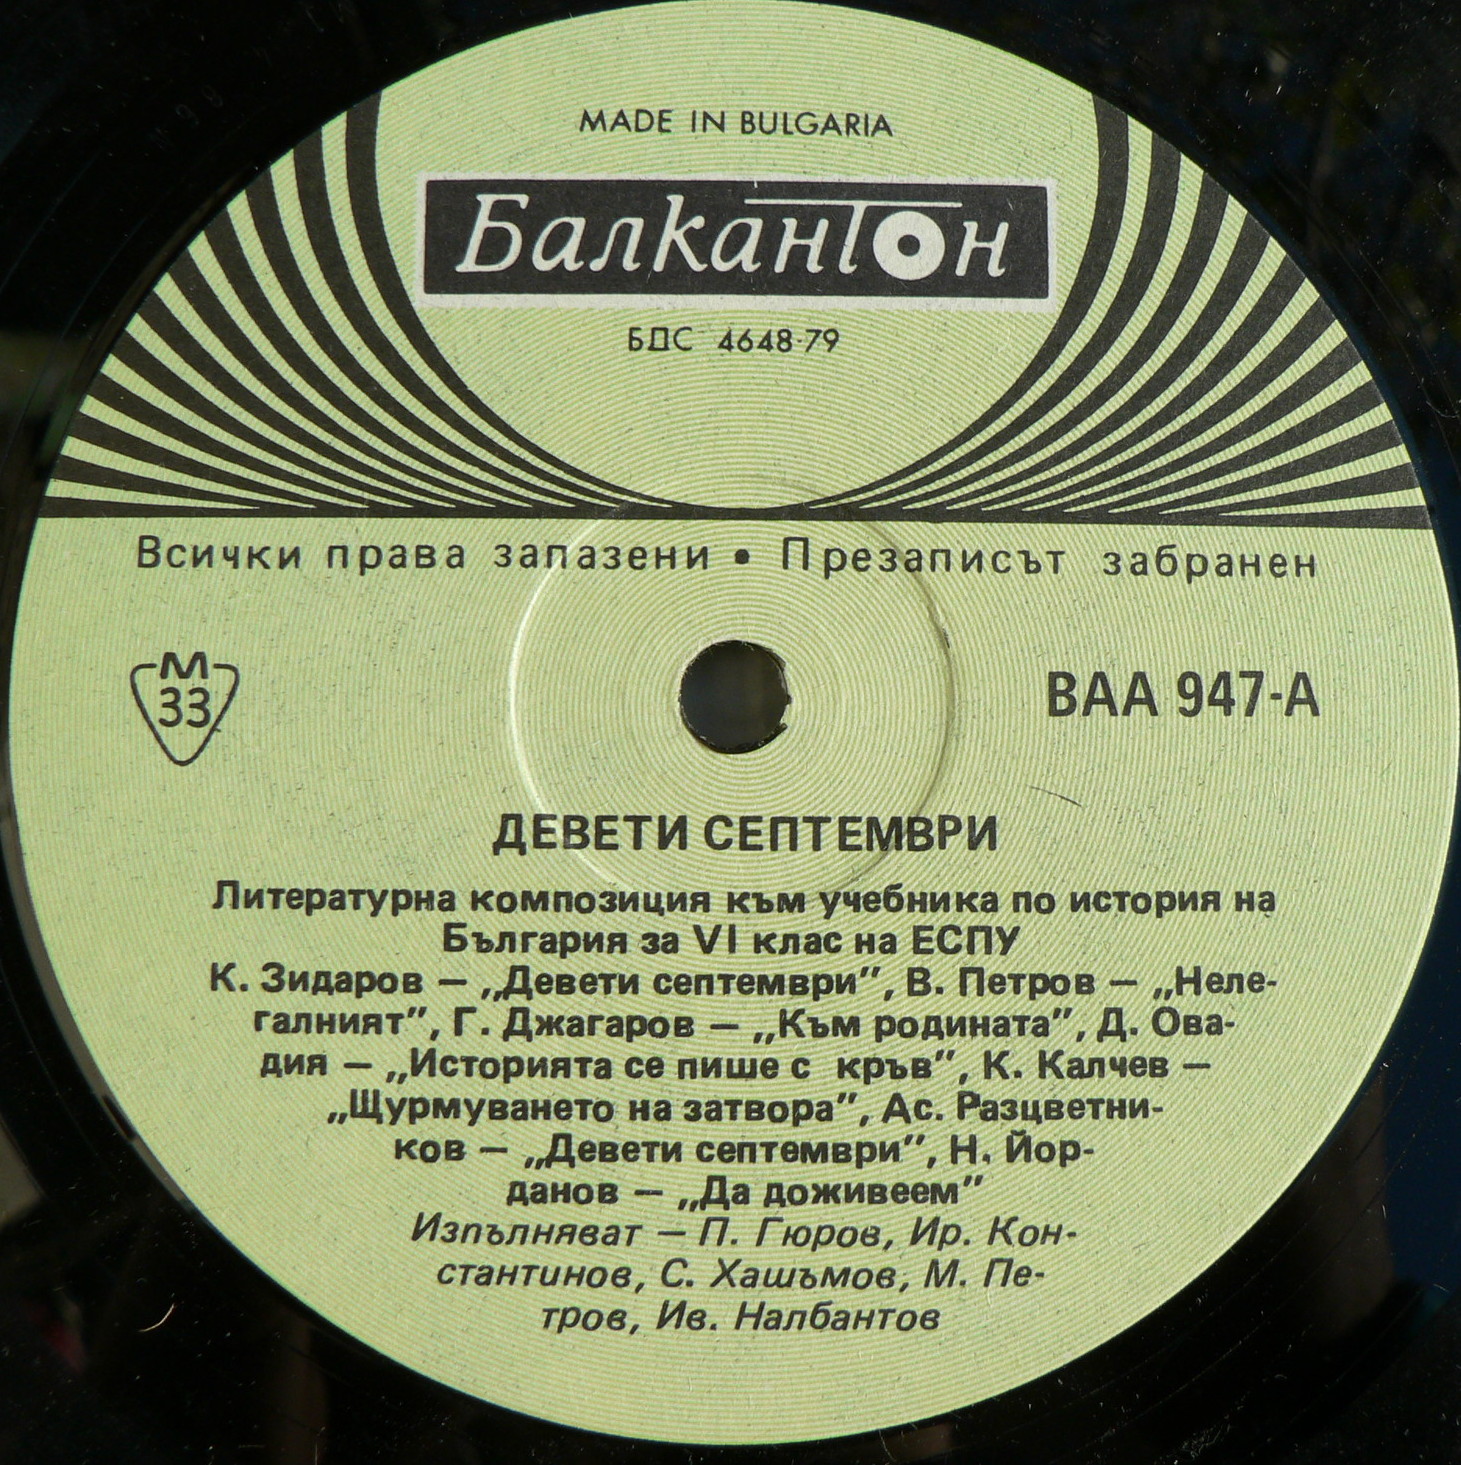 MADE IN BULGARIA
Балкантон
БДС 4648-79
Всички права запазени • Презаписът забранен
М
33
ВАА 947-А
ДЕВЕТИ СЕПТЕМВРИ
Литературна композиция към учебника по история на
България за VI клас на ЕСПУ
К. Зидаров — „Девети септември”, В. Петров — „Неле-
галният”, Г. Джагаров — „Към родината”, Д. Ова-
дия — „Историята се пише с кръв”, К. Калчев —
„Щурмуването на затвора”, Ас. Разцветни-
ков — „Девети септември”, Н. Йор-
данов — „Да доживеем”
Изпълняват — П. Гюров, Ир. Кон-
стантинов, С. Хашъмов, М. Пе-
тров, Ив. Налбантов